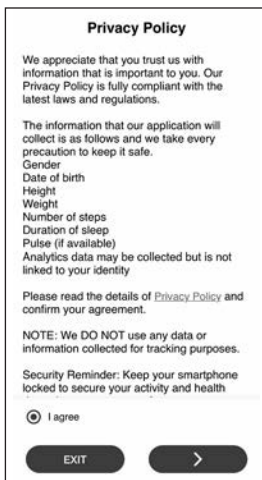 Privacy Policy
We appreciate that you trust us with
information that is important to you. Our
Privacy Policy is fully compliant with the
latest laws and regulations.
The information that our application will
collect is as follows and we take every
precaution to keep it safe.
Gender
Date of birth
Height
Weight
Number of steps
Duration of sleep
Pulse (if available)
Analytics data may be collected but is not
linked to your identity
Please read the details of Privacy Policy and
confirm your agreement.
NOTE: We DO NOT use any data or
information collected for tracking purposes.
Security Reminder: Keep your smartphone
locked to secure your activity and health
I agree
EXIT